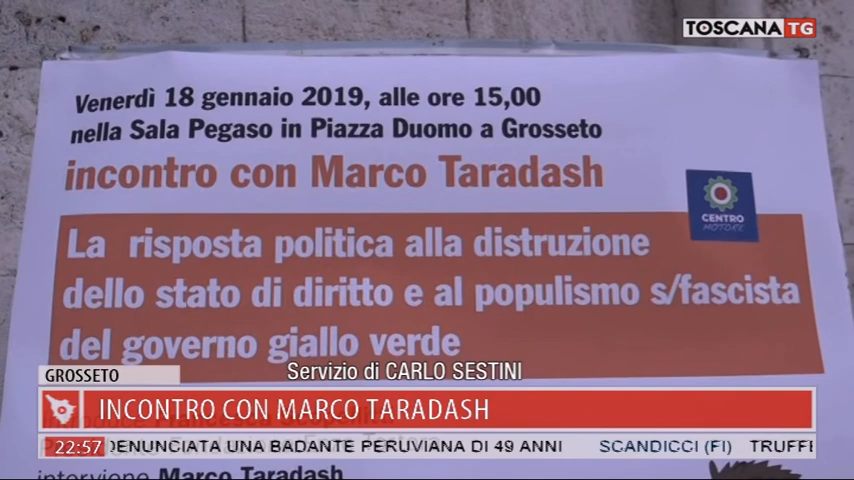 TOSCANA TG
Venerdì 18 gennaio 2019, alle ore 15,00
nella Sala Pegaso in Piazza Duomo a Grosseto
incontro con Marco Taradash
CENTRO
MOTORE
La risposta politica alla distruzione
dello stato di diritto e al populismo s/fascista
del governo giallo verde
Servizio di CARLO SESTINI
GROSSETO
INCONTRO CON MARCO TARADASH
22:57 DENUNCIATA UNA BADANTE PERUVIANA DI 49 ANNI SCANDICCI (FI) TRUFFE
interviene Marco Taradash